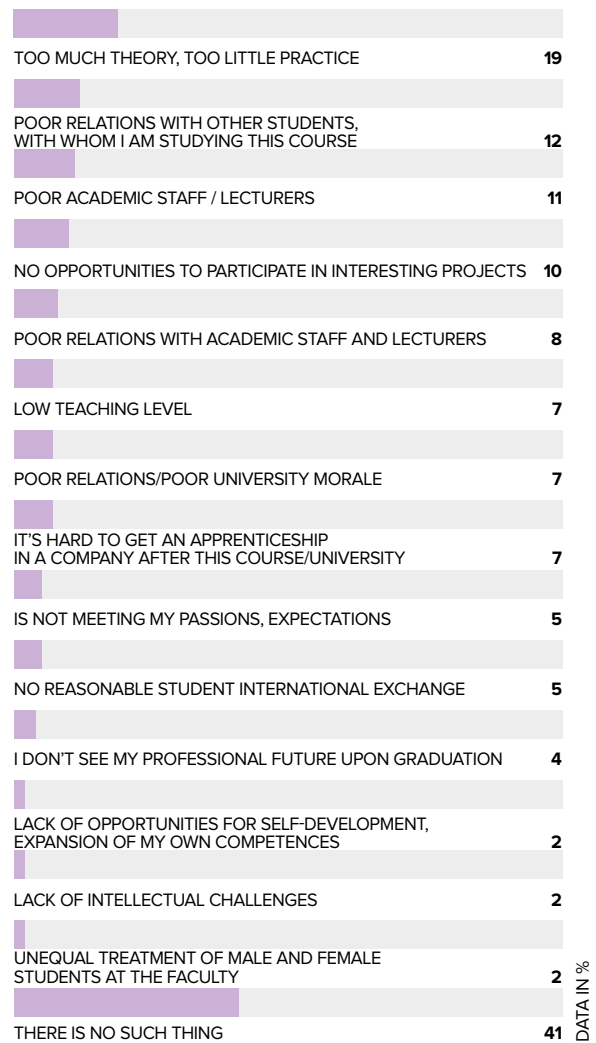 TOO MUCH THEORY, TOO LITTLE PRACTICE 19
POOR RELATIONS WITH OTHER STUDENTS,
WITH WHOM I AM STUDYING THIS COURSE 12
POOR ACADEMIC STAFF / LECTURERS 11
NO OPPORTUNITIES TO PARTICIPATE IN INTERESTING PROJECTS 10
POOR RELATIONS WITH ACADEMIC STAFF AND LECTURERS 8
LOW TEACHING LEVEL 7
POOR RELATIONS/POOR UNIVERSITY MORALE 7
IT'S HARD TO GET AN APPRENTICESHIP
IN A COMPANY AFTER THIS COURSE/UNIVERSITY 7
IS NOT MEETING MY PASSIONS, EXPECTATIONS 5
NO REASONABLE STUDENT INTERNATIONAL EXCHANGE 5
I DON'T SEE MY PROFESSIONAL FUTURE UPON GRADUATION 4
LACK OF OPPORTUNITIES FOR SELF-DEVELOPMENT,
EXPANSION OF MY OWN COMPETENCES 2
LACK OF INTELLECTUAL CHALLENGES 2
UNEQUAL TREATMENT OF MALE AND FEMALE
STUDENTS AT THE FACULTY 2
THERE IS NO SUCH THING 41
DATA IN %